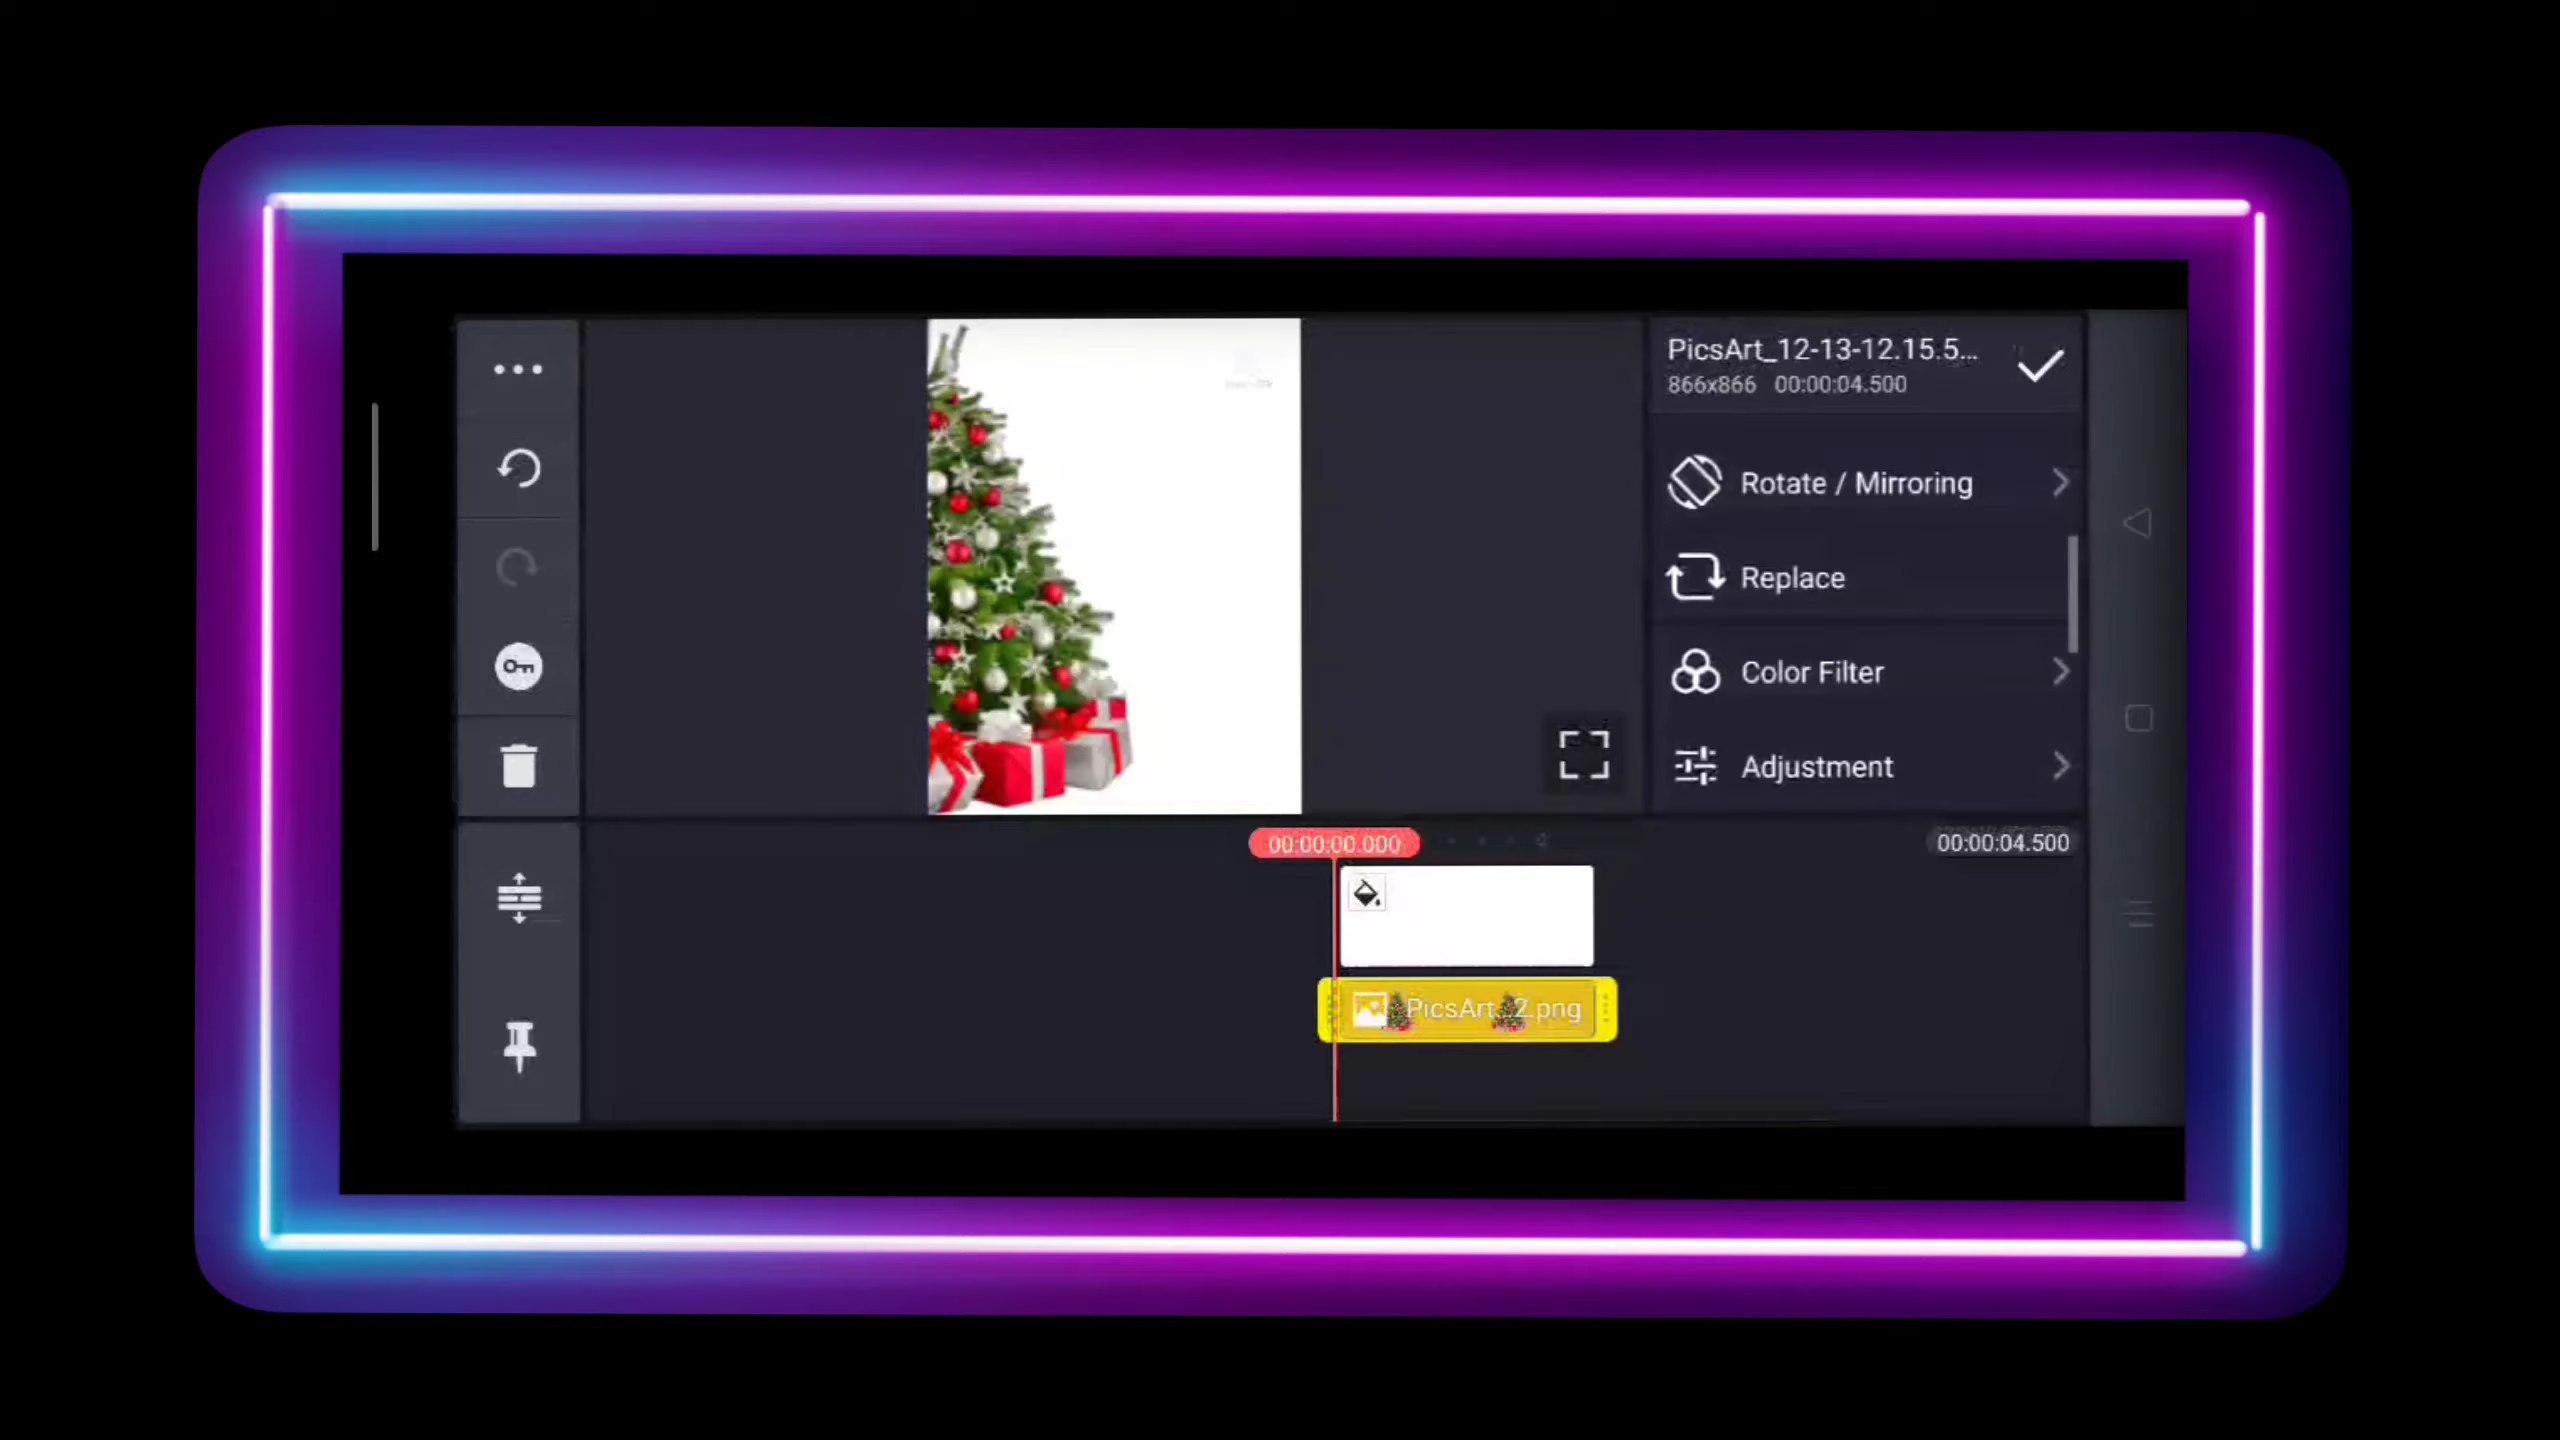 PicsArt_12-13-12.15.5...
866x866 00:00:04.500
Rotate / Mirroring
Replace
Color Filter
Adjustment
00:00:00.000
00:00:04.500
PicsArt...2.png